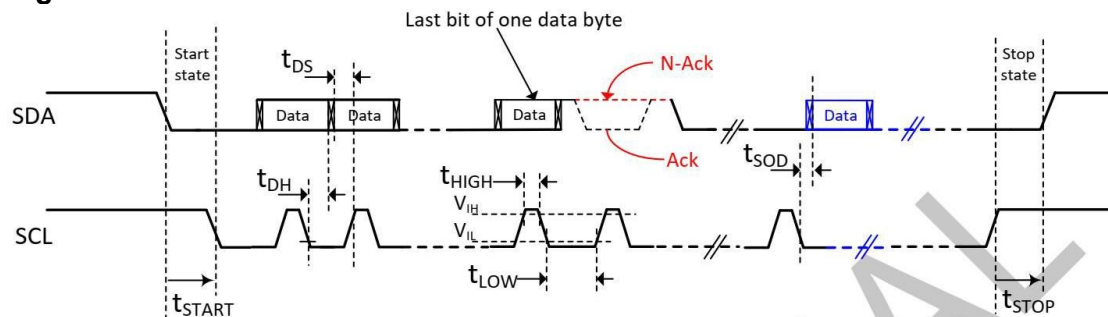 g
Last bit of one data byte
Start
state
tDS
N-Ack
Stop
state
SDA
Data
Data
Data
Data
Ack
tSOD
tDH
tHIGH
VIH
SCL
VIL
tLOW
tSTART
tSTOP
AL